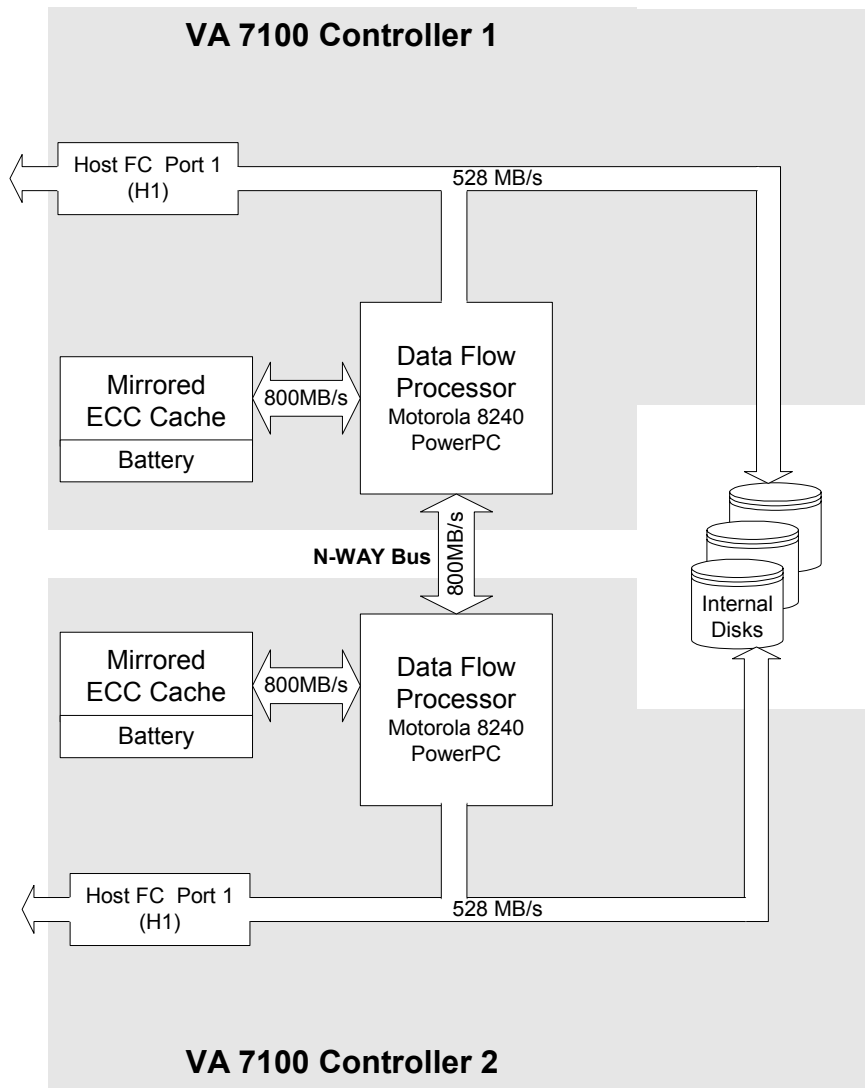 VA 7100 Controller 1
Host FC Port 1
(H1)
528 MB/s
Mirrored
ECC Cache
Battery
800MB/s
Data Flow
Processor
Motorola 8240
PowerPC
N-WAY Bus
800MB/s
Internal
Disks
Mirrored
ECC Cache
Battery
800MB/s
Data Flow
Processor
Motorola 8240
PowerPC
Host FC Port 1
(H1)
528 MB/s
VA 7100 Controller 2